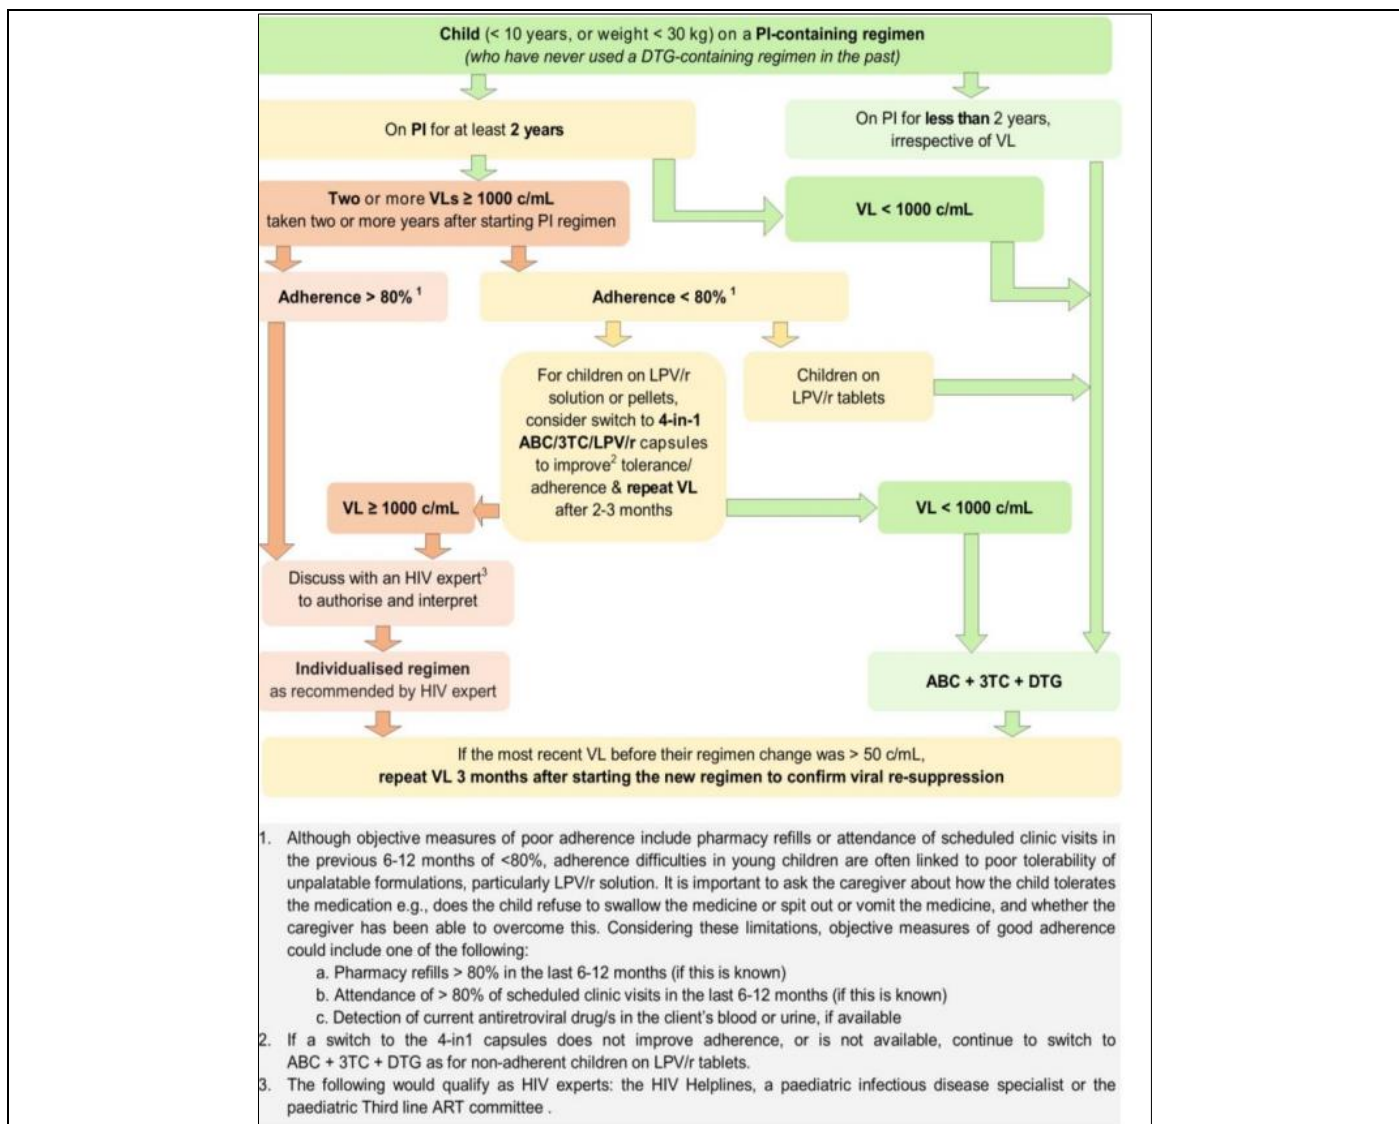 Child (< 10 years, or weight < 30 kg) on a PI-containing regimen
(who have never used a DTG-containing regimen in the past)
On PI for at least 2 years
On PI for less than 2 years,
irrespective of VL
Two or more VLs ≥ 1000 c/mL
taken two or more years after starting PI regimen
VL < 1000 c/mL
Adherence > 80% 1
Adherence < 80% 1
For children on LPV/r
solution or pellets,
consider switch to 4-in-1
ABC/3TC/LPV/r capsules
to improve2 tolerance/
adherence & repeat VL
after 2-3 months
Children on
LPV/r tablets
VL ≥ 1000 c/mL
VL < 1000 c/mL
Discuss with an HIV expert3
to authorise and interpret
Individualised regimen
as recommended by HIV expert
ABC + 3TC + DTG
If the most recent VL before their regimen change was > 50 c/mL,
repeat VL 3 months after starting the new regimen to confirm viral re-suppression
1. Although objective measures of poor adherence include pharmacy refills or attendance of scheduled clinic visits in
the previous 6-12 months of <80%, adherence difficulties in young children are often linked to poor tolerability of
unpalatable formulations, particularly LPV/r solution. It is important to ask the caregiver about how the child tolerates
the medication e.g., does the child refuse to swallow the medicine or spit out or vomit the medicine, and whether the
caregiver has been able to overcome this. Considering these limitations, objective measures of good adherence
could include one of the following:
a. Pharmacy refills > 80% in the last 6-12 months (if this is known)
b. Attendance of > 80% of scheduled clinic visits in the last 6-12 months (if this is known)
c. Detection of current antiretroviral drug/s in the client's blood or urine, if available
2. If a switch to the 4-in1 capsules does not improve adherence, or is not available, continue to switch to
ABC + 3TC + DTG as for non-adherent children on LPV/r tablets.
3. The following would qualify as HIV experts: the HIV Helplines, a paediatric infectious disease specialist or the
paediatric Third line ART committee .